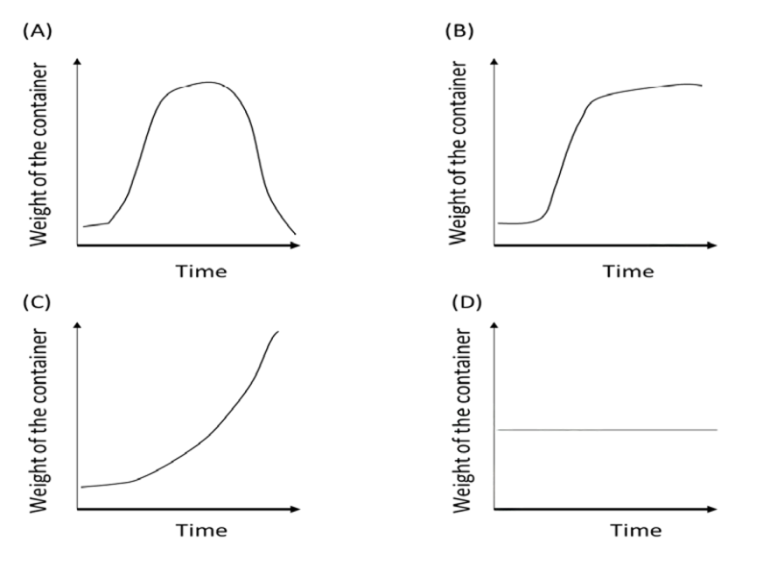 (A)
Weight of the container
Time
(B)
Weight of the container
Time
(C)
Weight of the container
Time
(D)
Weight of the container
Time